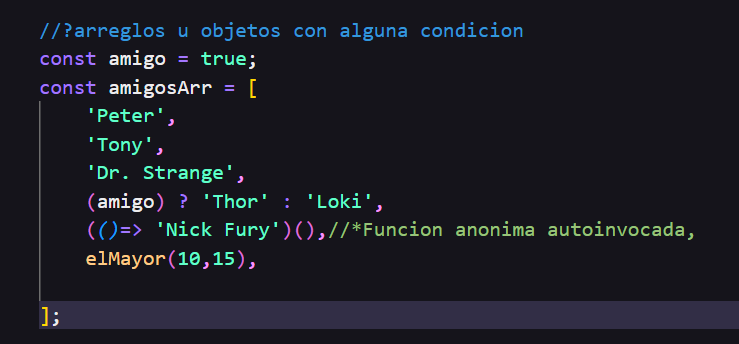 //?arreglos u objetos con alguna condicion
const amigo = true;
const amigosArr = [
'Peter',
'Tony',
'Dr. Strange',
(amigo) ? 'Thor' : 'Loki',
(()=> 'Nick Fury')(),//*Funcion anonima autoinvocada,
elMayor(10,15),
];